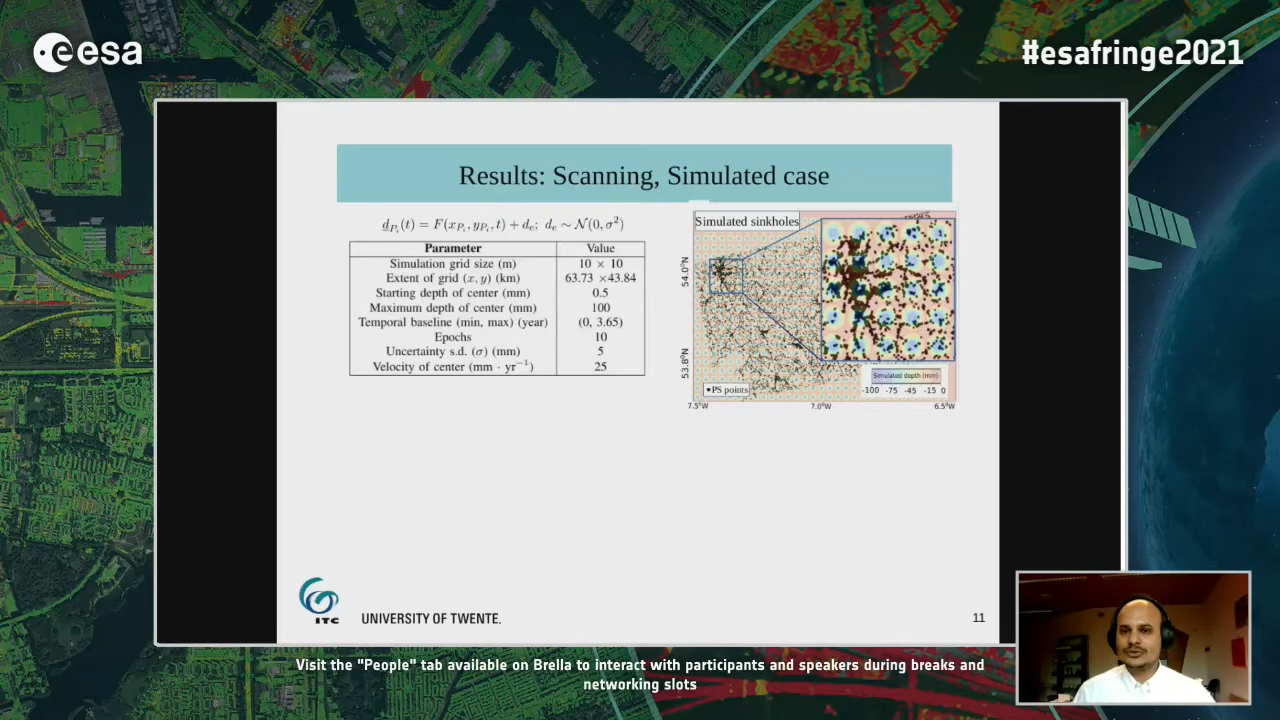 esa
#esafringe2021
Results: Scanning, Simulated case
d_{P_i}(t) = F(x_{P_i}, y_{P_i}, t) + d_e; d_e ∼ N(0, σ²)
Parameter Value
Simulation grid size (m) 10 × 10
Extent of grid (x, y) (km) 63.73 ×43.84
Starting depth of center (mm) 0.5
Maximum depth of center (mm) 100
Temporal baseline (min, max) (year) (0, 3.65)
Epochs 10
Uncertainty s.d. (σ) (mm) 5
Velocity of center (mm · yr⁻¹) 25
Simulated sinkholes
54.0°N
53.8°N
Simulated depth (mm)
-100 -75 -45 -15 0
•PS points
7.5°W 7.0°W 6.5°W
ITC
UNIVERSITY OF TWENTE.
11
Visit the "People" tab available on Brella to interact with participants and speakers during breaks and
networking slots